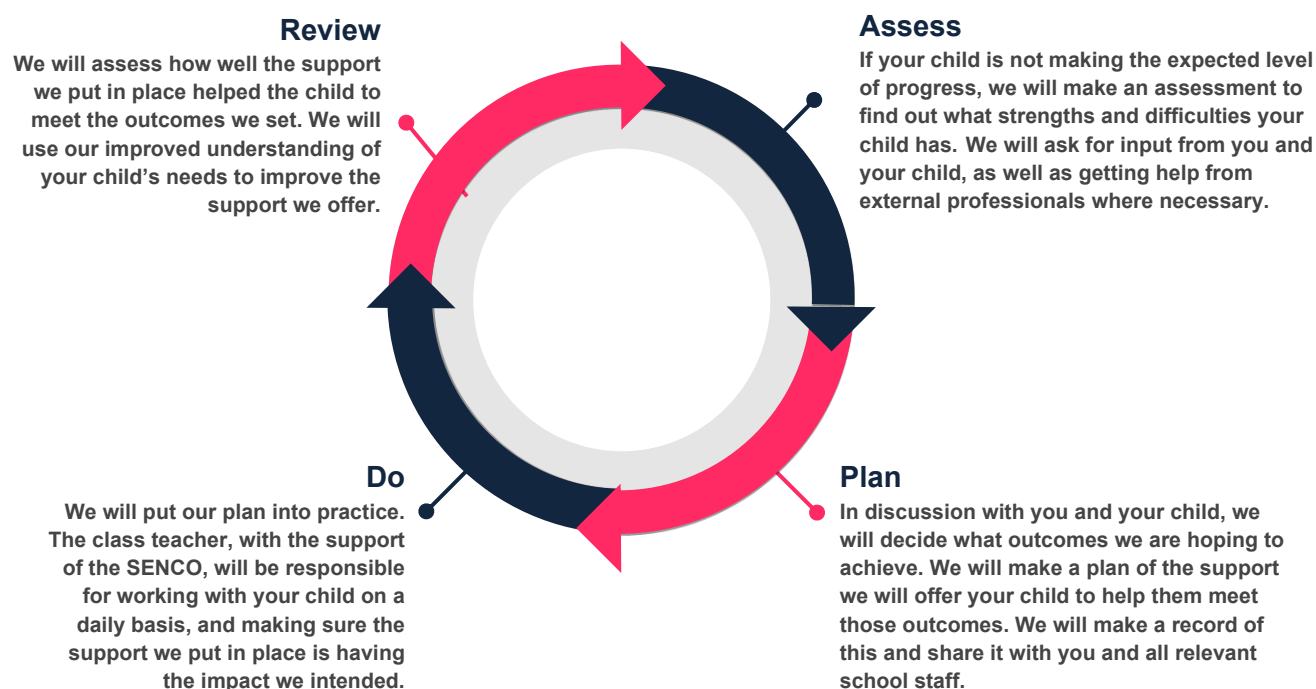 Review
We will assess how well the support
we put in place helped the child to
meet the outcomes we set. We will
use our improved understanding of
your child’s needs to improve the
support we offer.
Assess
If your child is not making the expected level
of progress, we will make an assessment to
find out what strengths and difficulties your
child has. We will ask for input from you and
your child, as well as getting help from
external professionals where necessary.
Do
We will put our plan into practice.
The class teacher, with the support
of the SENCO, will be responsible
for working with your child on a
daily basis, and making sure the
support we put in place is having
the impact we intended.
Plan
In discussion with you and your child, we
will decide what outcomes we are hoping to
achieve. We will make a plan of the support
we will offer your child to help them meet
those outcomes. We will make a record of
this and share it with you and all relevant
school staff.